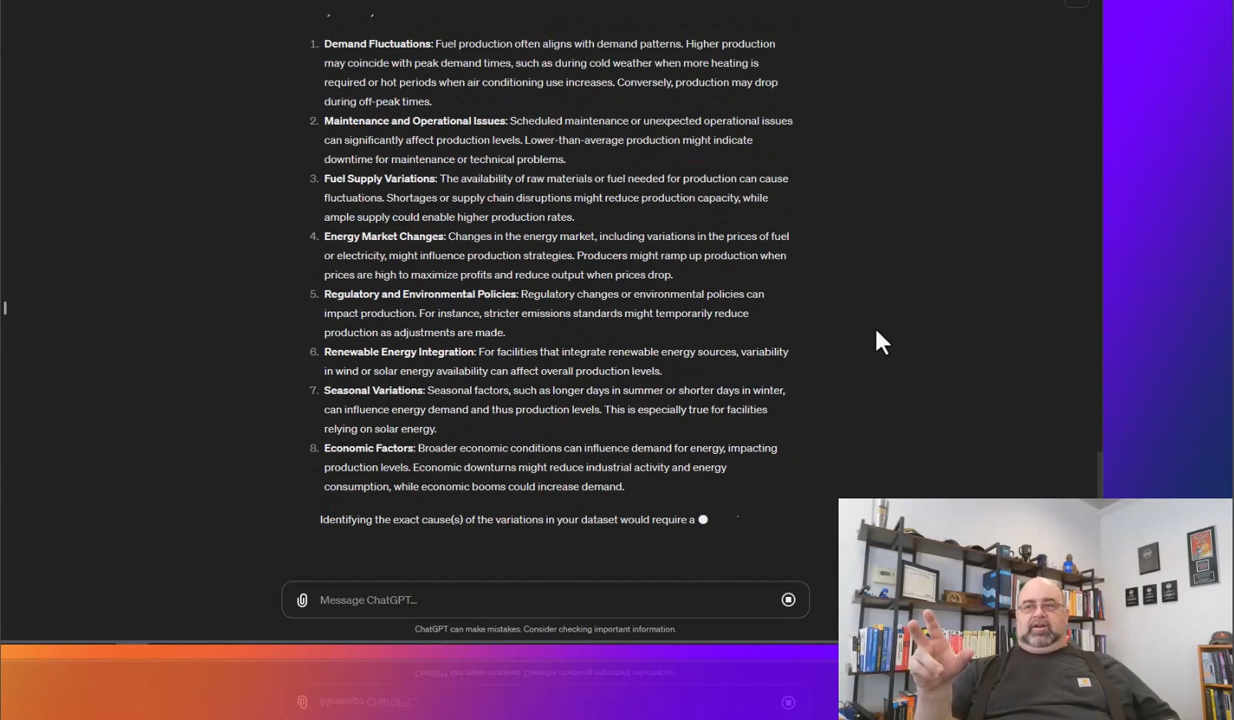 1. Demand Fluctuations: Fuel production often aligns with demand patterns. Higher production
may coincide with peak demand times, such as during cold weather when more heating is
required or hot periods when air conditioning use increases. Conversely, production may drop
during off-peak times.
2. Maintenance and Operational Issues: Scheduled maintenance or unexpected operational issues
can significantly affect production levels. Lower-than-average production might indicate
downtime for maintenance or technical problems.
3. Fuel Supply Variations: The availability of raw materials or fuel needed for production can cause
fluctuations. Shortages or supply chain disruptions might reduce production capacity, while
ample supply could enable higher production rates.
4. Energy Market Changes: Changes in the energy market, including variations in the prices of fuel
or electricity, might influence production strategies. Producers might ramp up production when
prices are high to maximize profits and reduce output when prices drop.
5. Regulatory and Environmental Policies: Regulatory changes or environmental policies can
impact production. For instance, stricter emissions standards might temporarily reduce
production as adjustments are made.
6. Renewable Energy Integration: For facilities that integrate renewable energy sources, variability
in wind or solar energy availability can affect overall production levels.
7. Seasonal Variations: Seasonal factors, such as longer days in summer or shorter days in winter,
can influence energy demand and thus production levels. This is especially true for facilities
relying on solar energy.
8. Economic Factors: Broader economic conditions can influence demand for energy, impacting
production levels. Economic downturns might reduce industrial activity and energy
consumption, while economic booms could increase demand.
Identifying the exact cause(s) of the variations in your dataset would require a
Message ChatGPT...
ChatGPT can make mistakes. Consider checking important information.